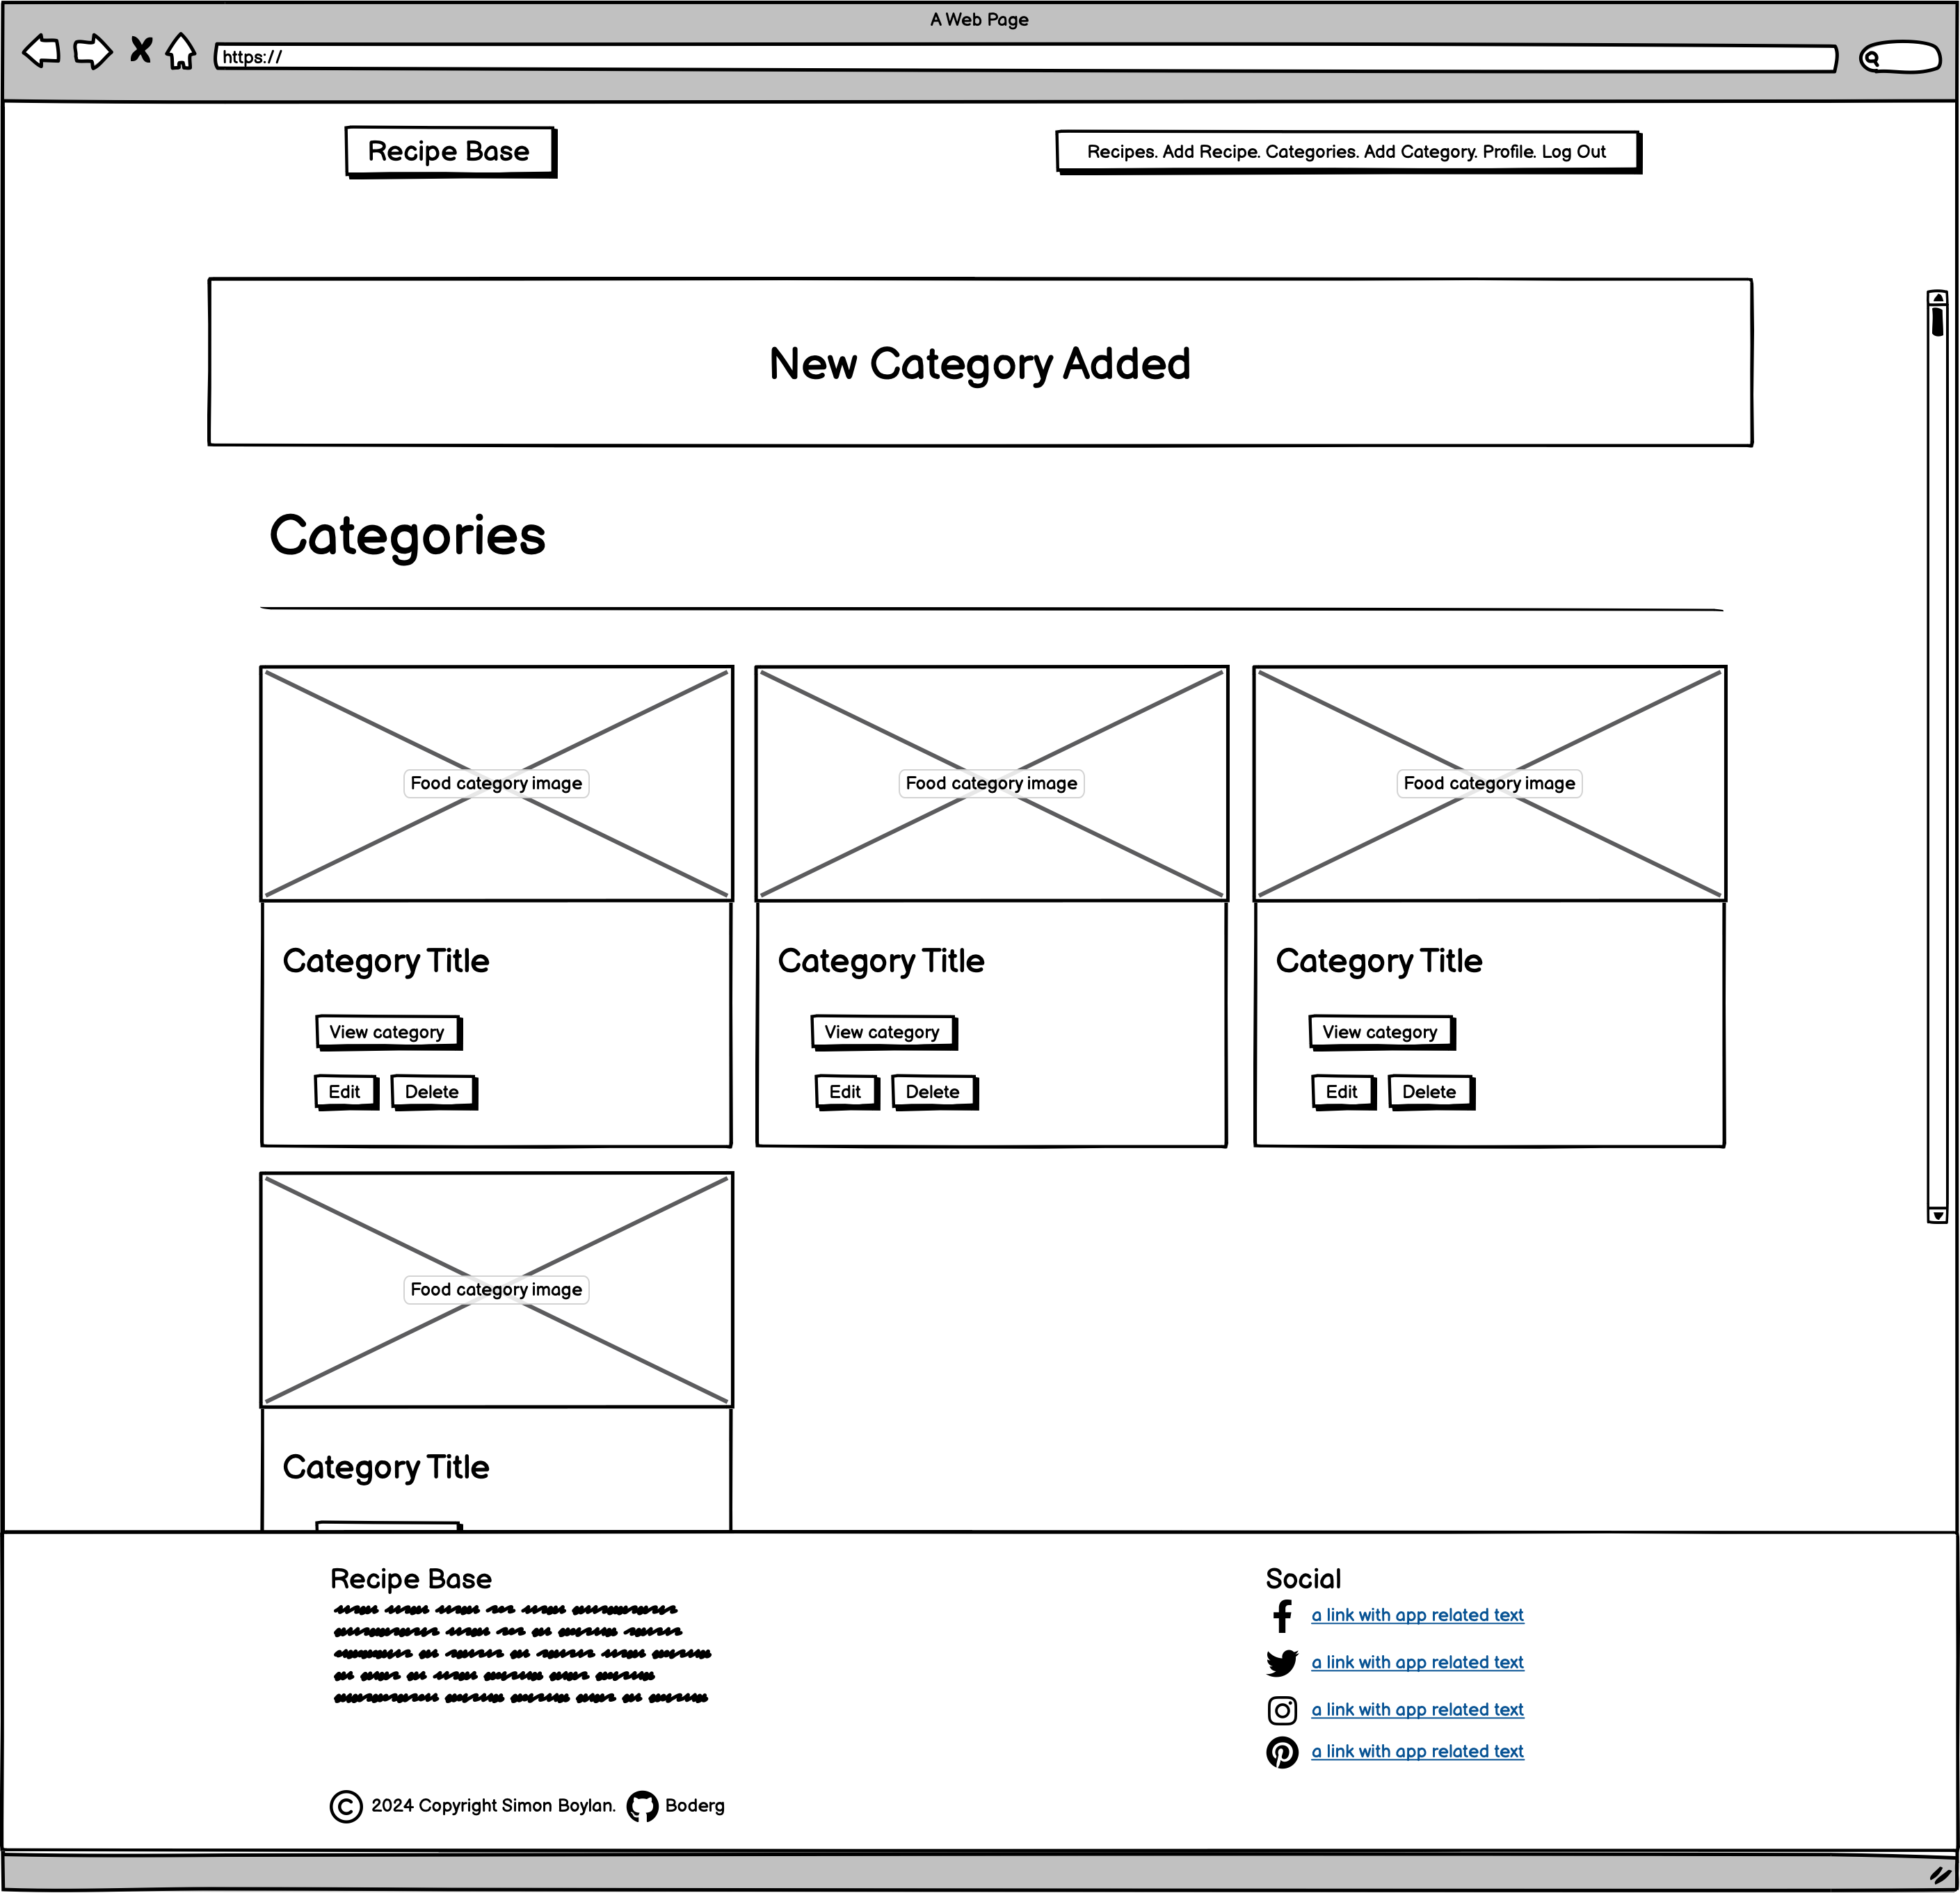 A Web Page
https://
Recipe Base
Recipes. Add Recipe. Categories. Add Category. Profile. Log Out
New Category Added
Categories
Food category image
Food category image
Food category image
Category Title
Category Title
Category Title
View category
View category
View category
Edit Delete
Edit Delete
Edit Delete
Food category image
Category Title
Recipe Base
Social
a link with app related text
a link with app related text
a link with app related text
a link with app related text
© 2024 Copyright Simon Boylan. Boderg